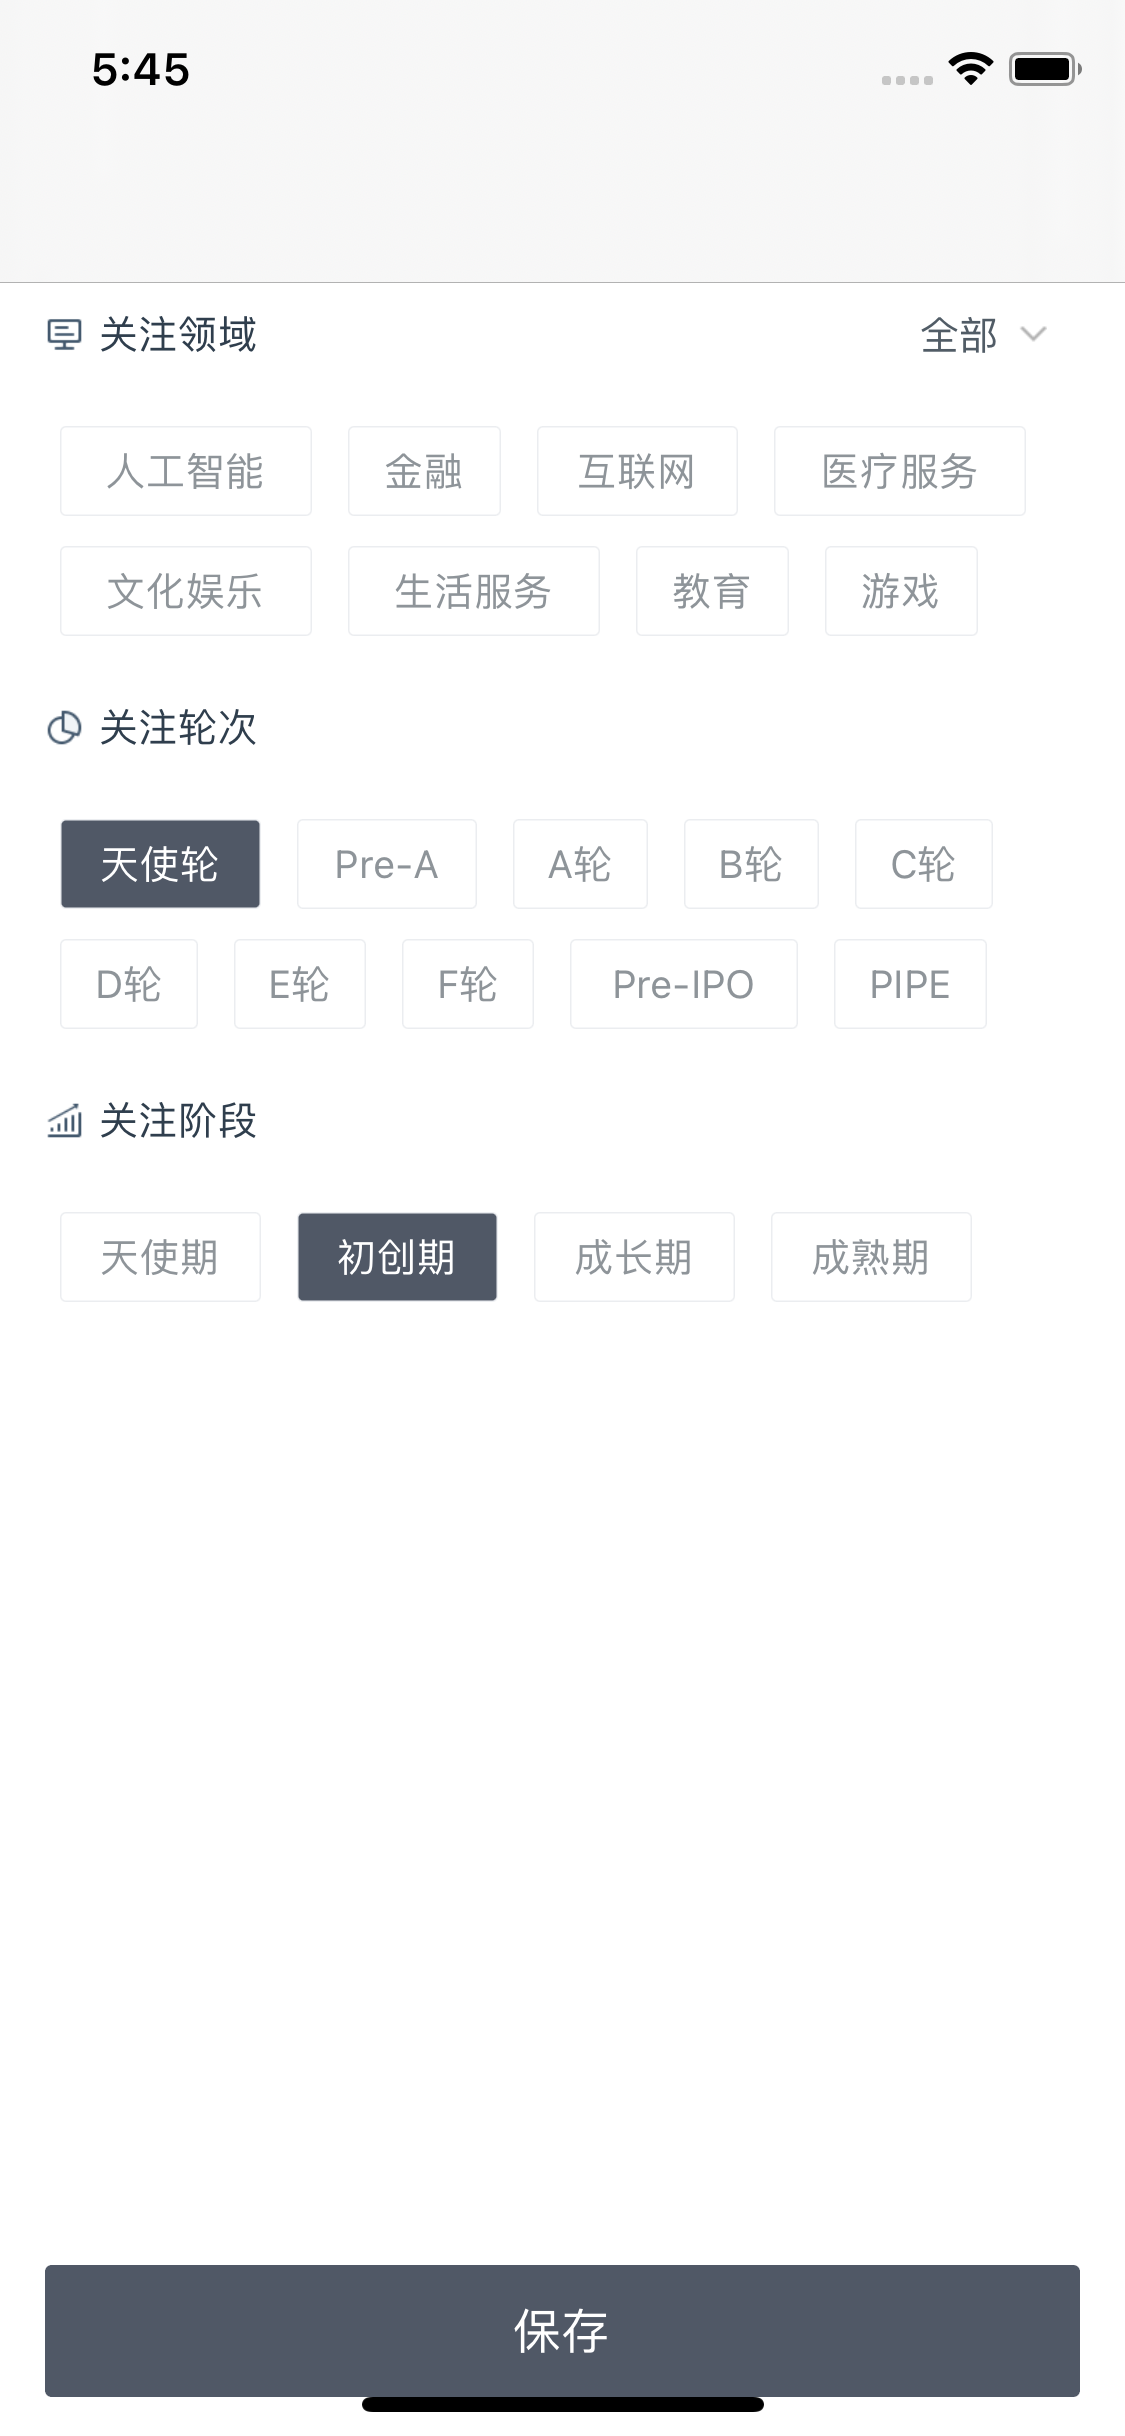 5:45
关注领域 全部
人工智能 金融 互联网 医疗服务
文化娱乐 生活服务 教育 游戏
关注轮次
天使轮 Pre-A A轮 B轮 C轮
D轮 E轮 F轮 Pre-IPO PIPE
关注阶段
天使期 初创期 成长期 成熟期
保存